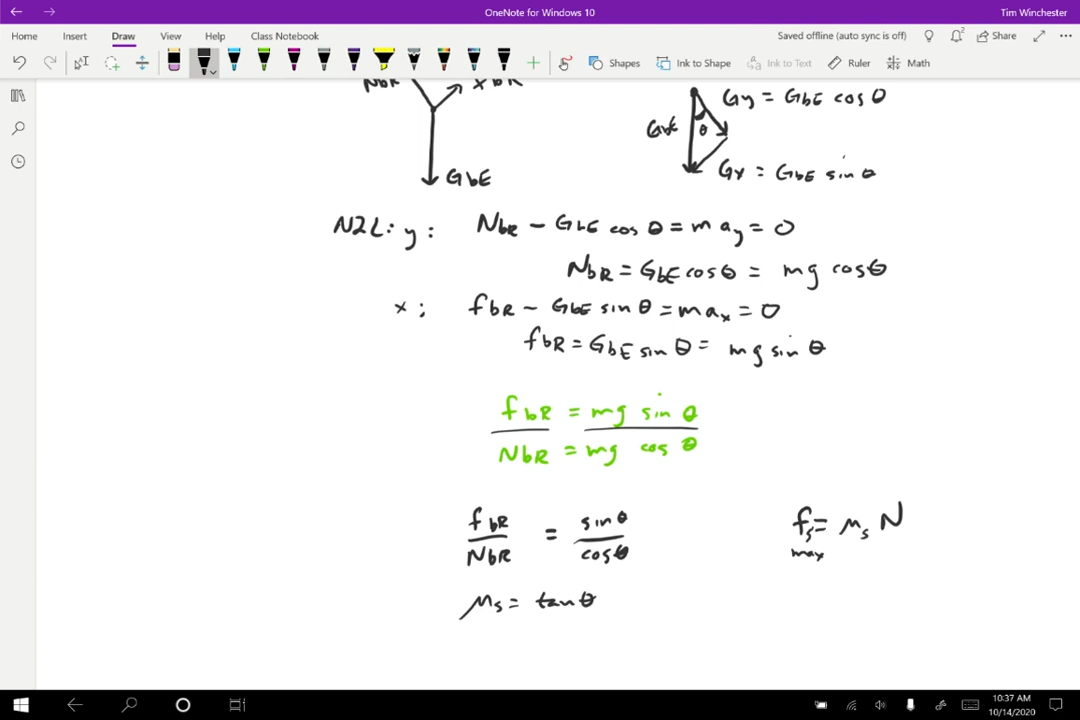 OneNote for Windows 10
Tim Winchester
Home Insert Draw View Help Class Notebook
Saved offline (auto sync is off) Share
Shapes Ink to Shape Ink to Text Ruler Math
NbR
Gy = GbE cos θ
GbE θ
GbE
Gx = GbE sin θ
N2L: y: NbR - GbE cos θ = m ay = 0
NbR = GbE cos θ = mg cos θ
x: fbR - GbE sin θ = max = 0
fbR = GbE sin θ = mg sin θ
fbR = mg sin θ
NbR = mg cos θ
fbR = sin θ
NbR cos θ
fs = μs N
max
μs = tan θ
10:37 AM
10/14/2020